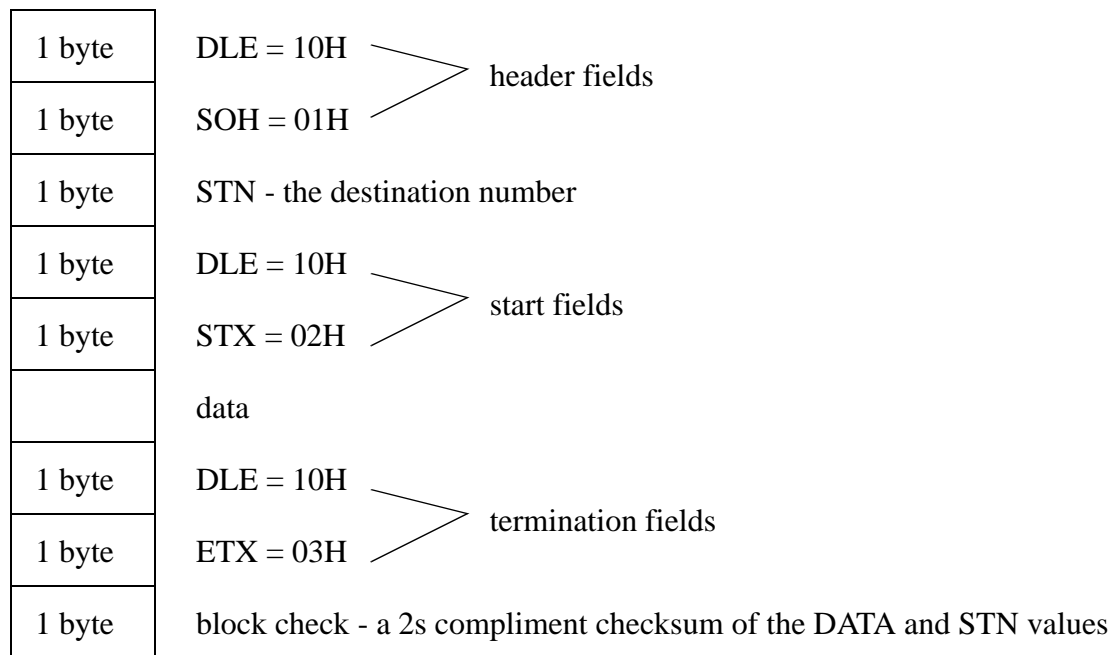 1 byte DLE = 10H
header fields
1 byte SOH = 01H
1 byte STN - the destination number
1 byte DLE = 10H
start fields
1 byte STX = 02H
data
1 byte DLE = 10H
termination fields
1 byte ETX = 03H
1 byte block check - a 2s compliment checksum of the DATA and STN values